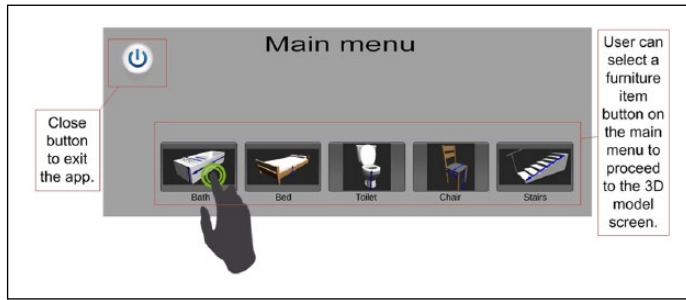 Main menu
Close
button
to exit
the app.
User can
select a
furniture
item
button on
the main
menu to
proceed
to the 3D
model
screen.
Bath Bed Toilet Chair Stairs